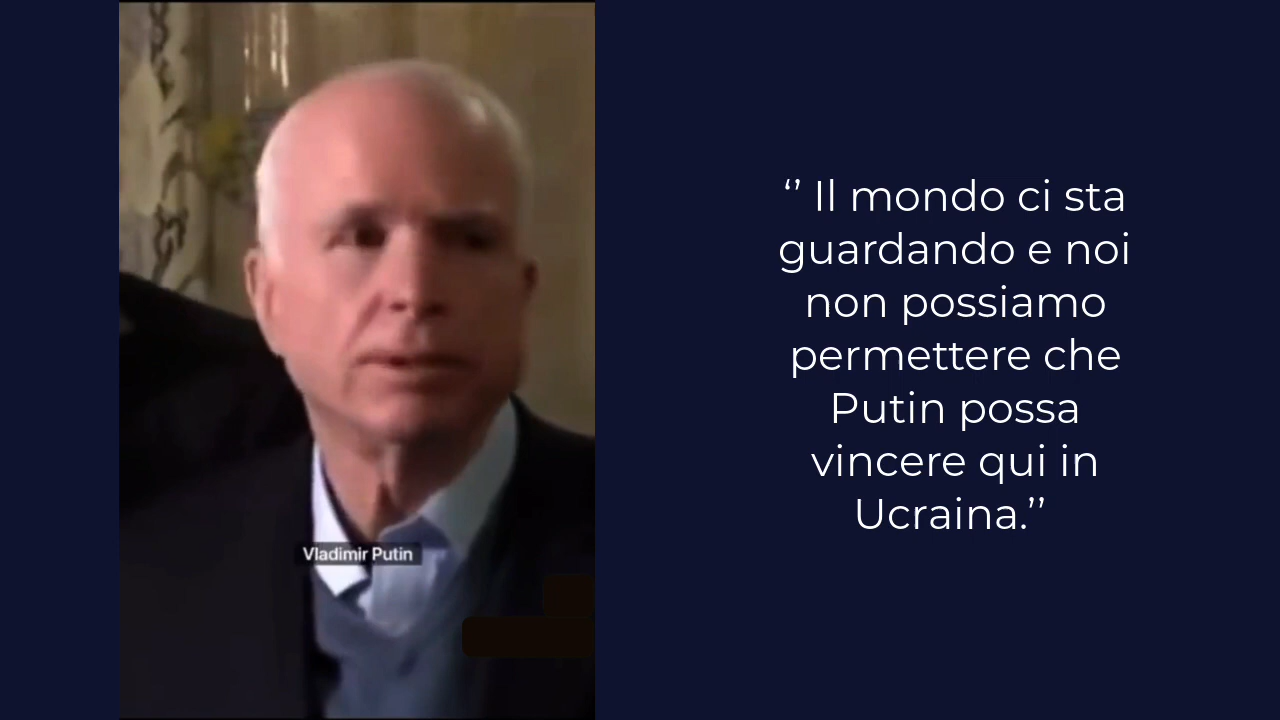 Vladimir Putin
‘’ Il mondo ci sta
guardando e noi
non possiamo
permettere che
Putin possa
vincere qui in
Ucraina.’’